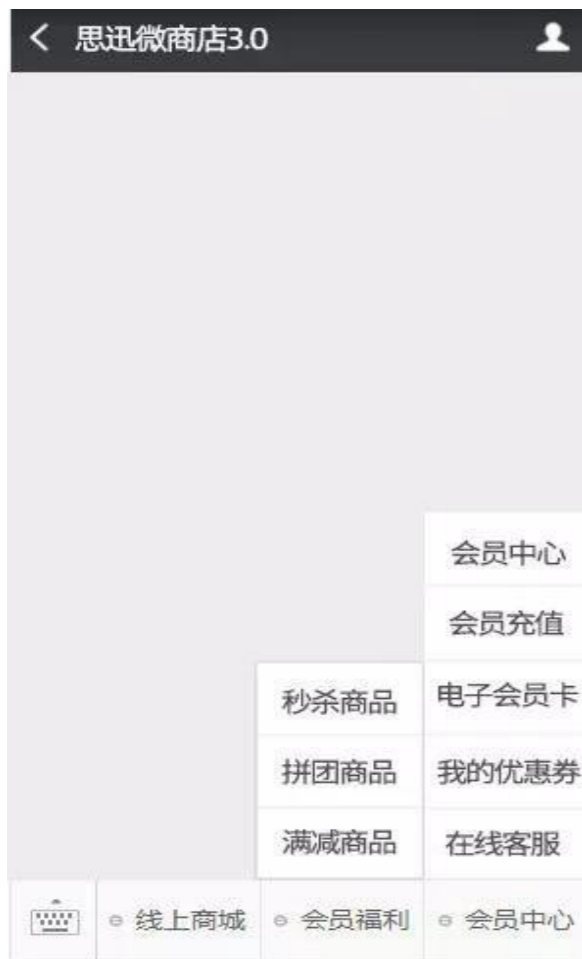 思迅微商店3.0
会员中心
会员充值
秒杀商品
电子会员卡
拼团商品
我的优惠券
满减商品
在线客服
线上商城
会员福利
会员中心